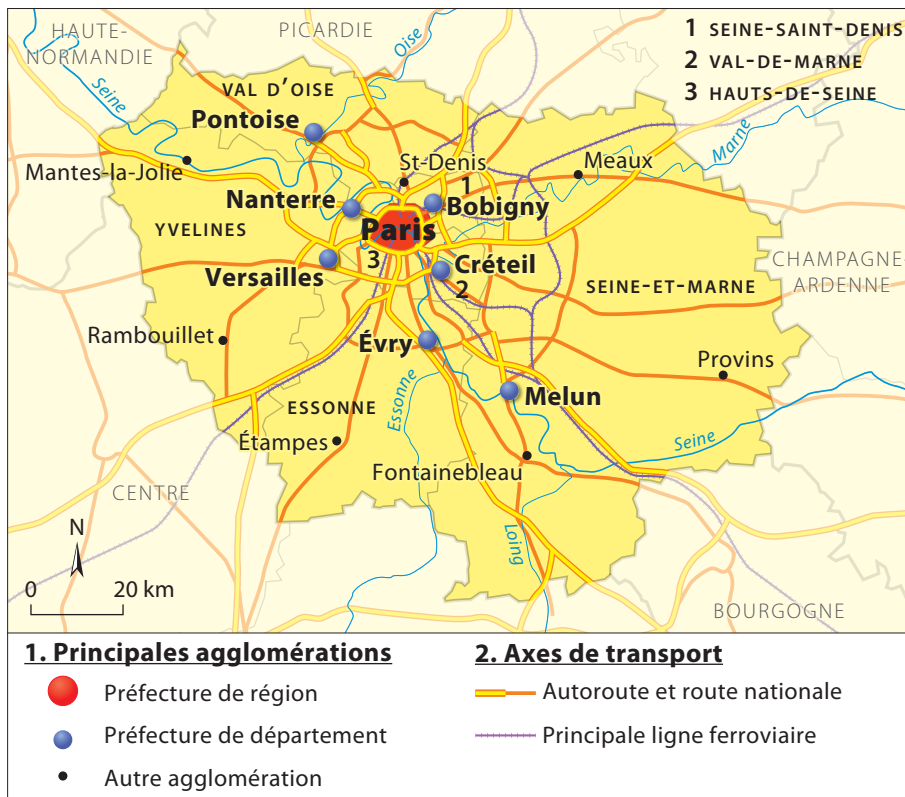 HAUTE-
NORMANDIE
PICARDIE
Oise
1 SEINE-SAINT-DENIS
2 VAL-DE-MARNE
3 HAUTS-DE-SEINE
Seine
VAL D'OISE
Pontoise
Marne
Mantes-la-Jolie
St-Denis
Meaux
1
Nanterre
Bobigny
Paris
YVELINES
3
Versailles
Créteil
2
SEINE-ET-MARNE
CHAMPAGNE-
ARDENNE
Rambouillet
Évry
Provins
Essonne
Melun
ESSONNE
Étampes
Seine
Fontainebleau
CENTRE
N
Loing
0 20 km
BOURGOGNE
1. Principales agglomérations
Préfecture de région
Préfecture de département
Autre agglomération
2. Axes de transport
Autoroute et route nationale
Principale ligne ferroviaire